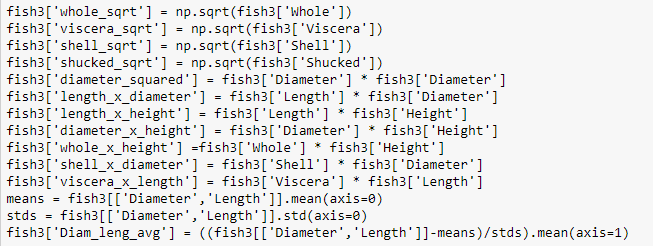 fish3['whole_sqrt'] = np.sqrt(fish3['Whole'])
fish3['viscera_sqrt'] = np.sqrt(fish3['Viscera'])
fish3['shell_sqrt'] = np.sqrt(fish3['Shell'])
fish3['shucked_sqrt'] = np.sqrt(fish3['Shucked'])
fish3['diameter_squared'] = fish3['Diameter'] * fish3['Diameter']
fish3['length_x_diameter'] = fish3['Length'] * fish3['Diameter']
fish3['length_x_height'] = fish3['Length'] * fish3['Height']
fish3['diameter_x_height'] = fish3['Diameter'] * fish3['Height']
fish3['whole_x_height'] =fish3['Whole'] * fish3['Height']
fish3['shell_x_diameter'] = fish3['Shell'] * fish3['Diameter']
fish3['viscera_x_length'] = fish3['Viscera'] * fish3['Length']
means = fish3[['Diameter','Length']].mean(axis=0)
stds = fish3[['Diameter','Length']].std(axis=0)
fish3['Diam_leng_avg'] = ((fish3[['Diameter','Length']]-means)/stds).mean(axis=1)